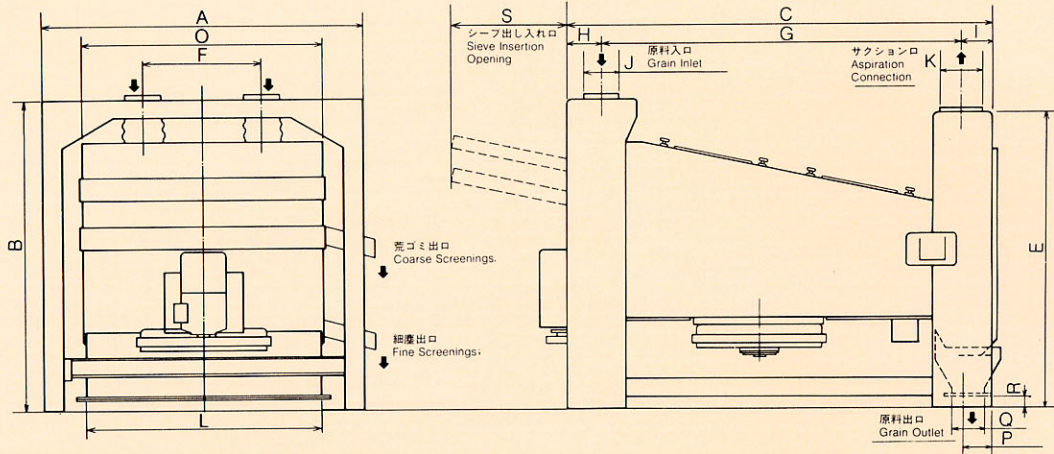 A
O
F
B
L
荒ゴミ出口
Coarse Screenings.
細塵出口
Fine Screenings;
S
シーブ出し入れ口
Sieve Insertion
Opening
C
H
G
I
原料入口
Grain Inlet
J
サクション口
Aspiration
Connection
K
E
R
原料出口
Grain Outlet
Q
P